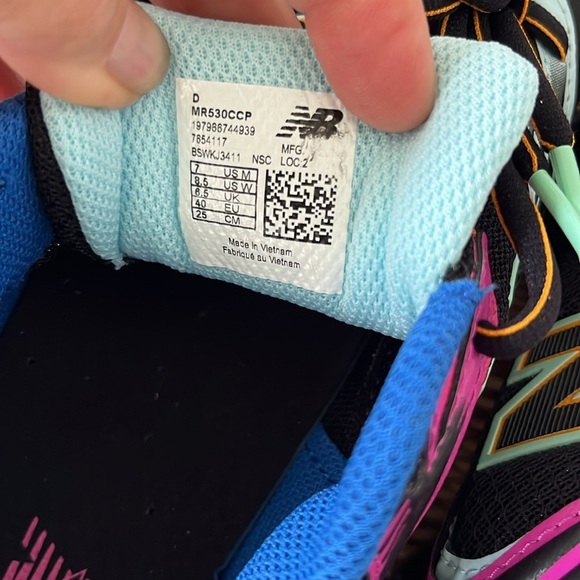 D
MR530CCP
197966744939
7654117
MFG.
BSWKJ3411 NSC LOC:2
7 US M
8.5 US W
6.5 UK
40 EU
25 CM
Made in Vietnam
Fabriqué au Vietnam